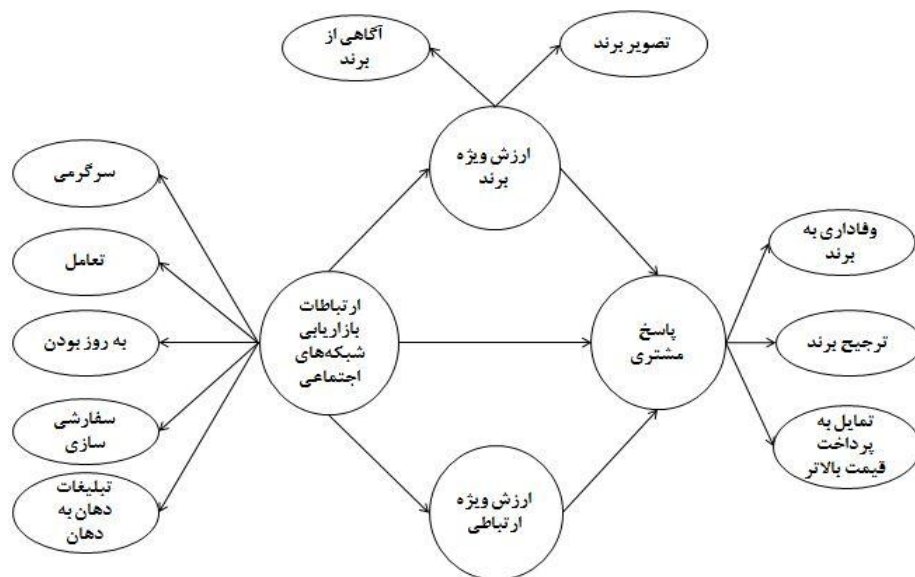 آگاهی از
برند
تصویر برند
ارزش ویژه
برند
سرگرمی
تعامل
به روز بودن
سفارشی
سازی
تبلیغات
دهان به
دهان
ارتباطات
بازاریابی
شبکه‌های
اجتماعی
پاسخ
مشتری
وفاداری به
برند
ترجیح برند
تمایل به
پرداخت
قیمت بالاتر
ارزش ویژه
ارتباطی